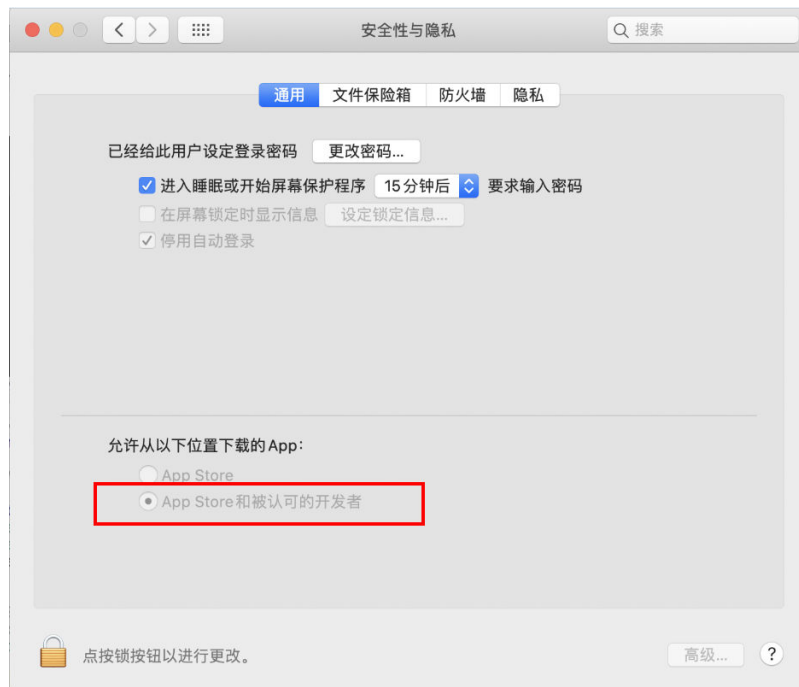 安全性与隐私
搜索
通用 文件保险箱 防火墙 隐私
已经给此用户设定登录密码 更改密码...
进入睡眠或开始屏幕保护程序 15分钟后 要求输入密码
在屏幕锁定时显示信息 设定锁定信息...
停用自动登录
允许从以下位置下载的App：
App Store
App Store和被认可的开发者
点按锁按钮以进行更改。
高级... ?